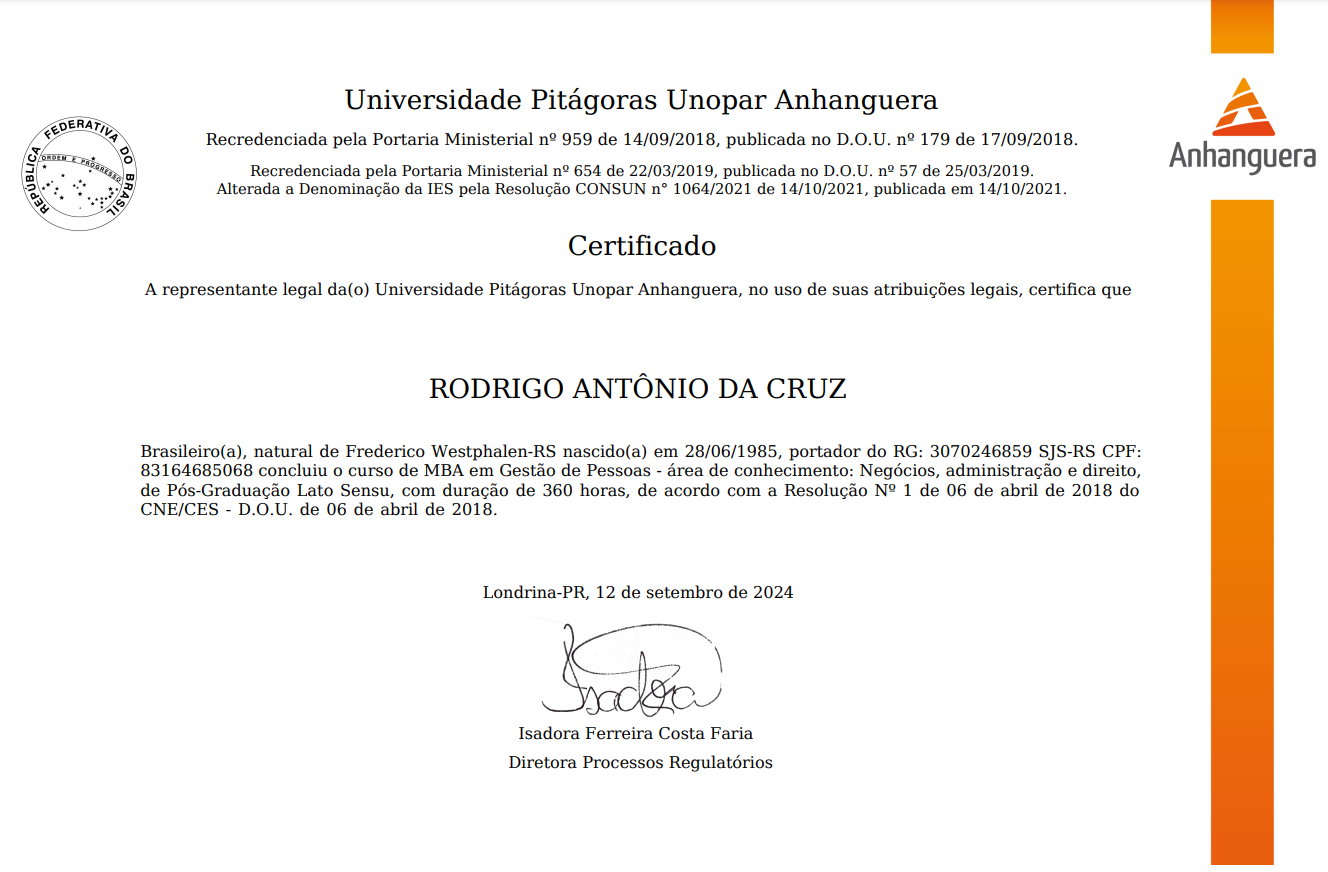 Universidade Pitágoras Unopar Anhanguera
Recredenciada pela Portaria Ministerial nº 959 de 14/09/2018, publicada no D.O.U. nº 179 de 17/09/2018.
REPÚBLICA FEDERATIVA DO BRASIL
ORDEM E PROGRESSO
Anhanguera
Recredenciada pela Portaria Ministerial nº 654 de 22/03/2019, publicada no D.O.U. nº 57 de 25/03/2019.
Alterada a Denominação da IES pela Resolução CONSUN n° 1064/2021 de 14/10/2021, publicada em 14/10/2021.
Certificado
A representante legal da(o) Universidade Pitágoras Unopar Anhanguera, no uso de suas atribuições legais, certifica que
RODRIGO ANTÔNIO DA CRUZ
Brasileiro(a), natural de Frederico Westphalen-RS nascido(a) em 28/06/1985, portador do RG: 3070246859 SJS-RS CPF:
83164685068 concluiu o curso de MBA em Gestão de Pessoas - área de conhecimento: Negócios, administração e direito,
de Pós-Graduação Lato Sensu, com duração de 360 horas, de acordo com a Resolução Nº 1 de 06 de abril de 2018 do
CNE/CES - D.O.U. de 06 de abril de 2018.
Londrina-PR, 12 de setembro de 2024
Isadora
Isadora Ferreira Costa Faria
Diretora Processos Regulatórios